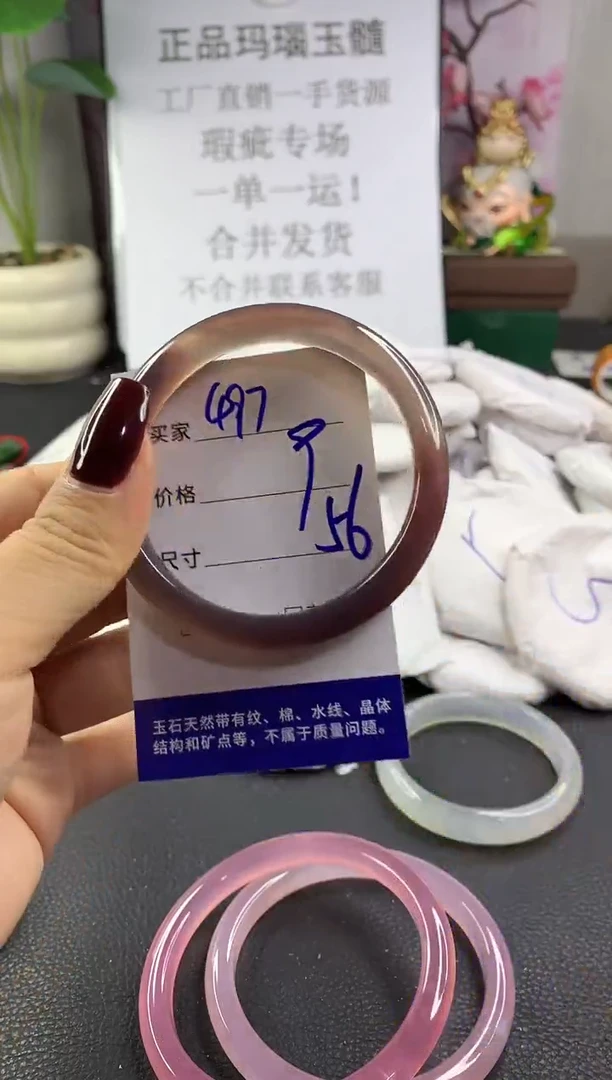 正品玛瑙玉髓
工厂直销一手货源
瑕疵专场
一单一运！
合并发货
不合并联系客服
买家 497
价格
尺寸 56
玉石天然带有纹、棉、水线、晶体
结构和矿点等，不属于质量问题。